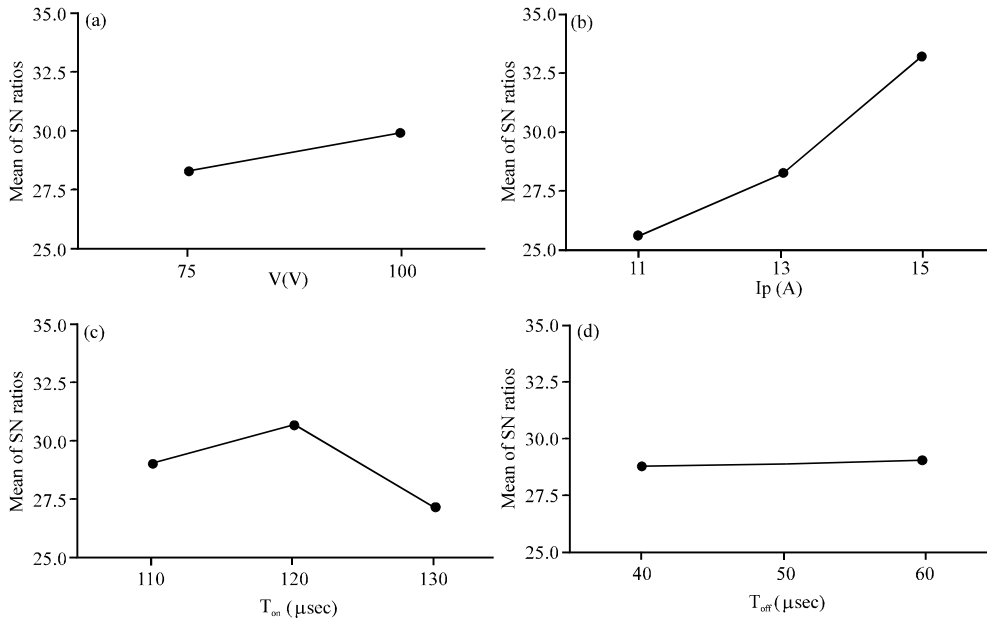 (a)
Mean of SN ratios
35.0
32.5
30.0
27.5
25.0
75 100
V(V)
(b)
Mean of SN ratios
35.0
32.5
30.0
27.5
25.0
11 13 15
Ip (A)
(c)
Mean of SN ratios
35.0
32.5
30.0
27.5
25.0
110 120 130
Ton (μsec)
(d)
Mean of SN ratios
35.0
32.5
30.0
27.5
25.0
40 50 60
Toff (μsec)